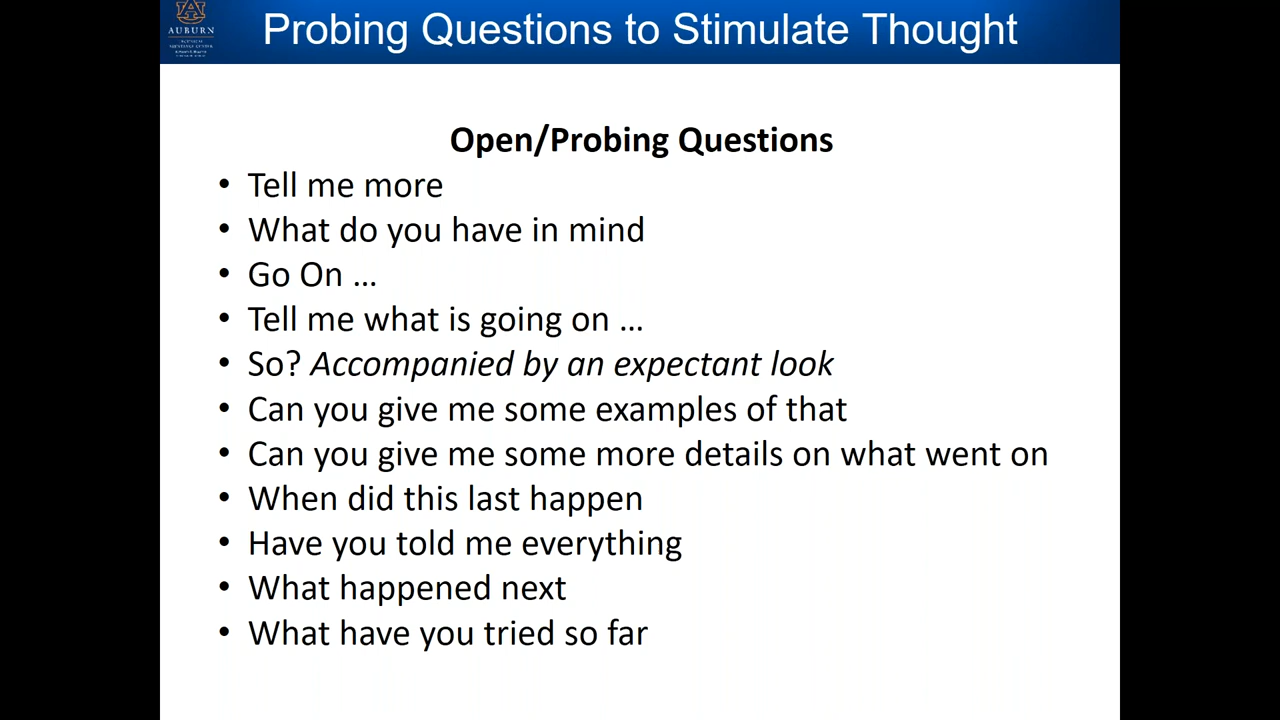 AUBURN
Probing Questions to Stimulate Thought
Open/Probing Questions
• Tell me more
• What do you have in mind
• Go On ...
• Tell me what is going on ...
• So? Accompanied by an expectant look
• Can you give me some examples of that
• Can you give me some more details on what went on
• When did this last happen
• Have you told me everything
• What happened next
• What have you tried so far